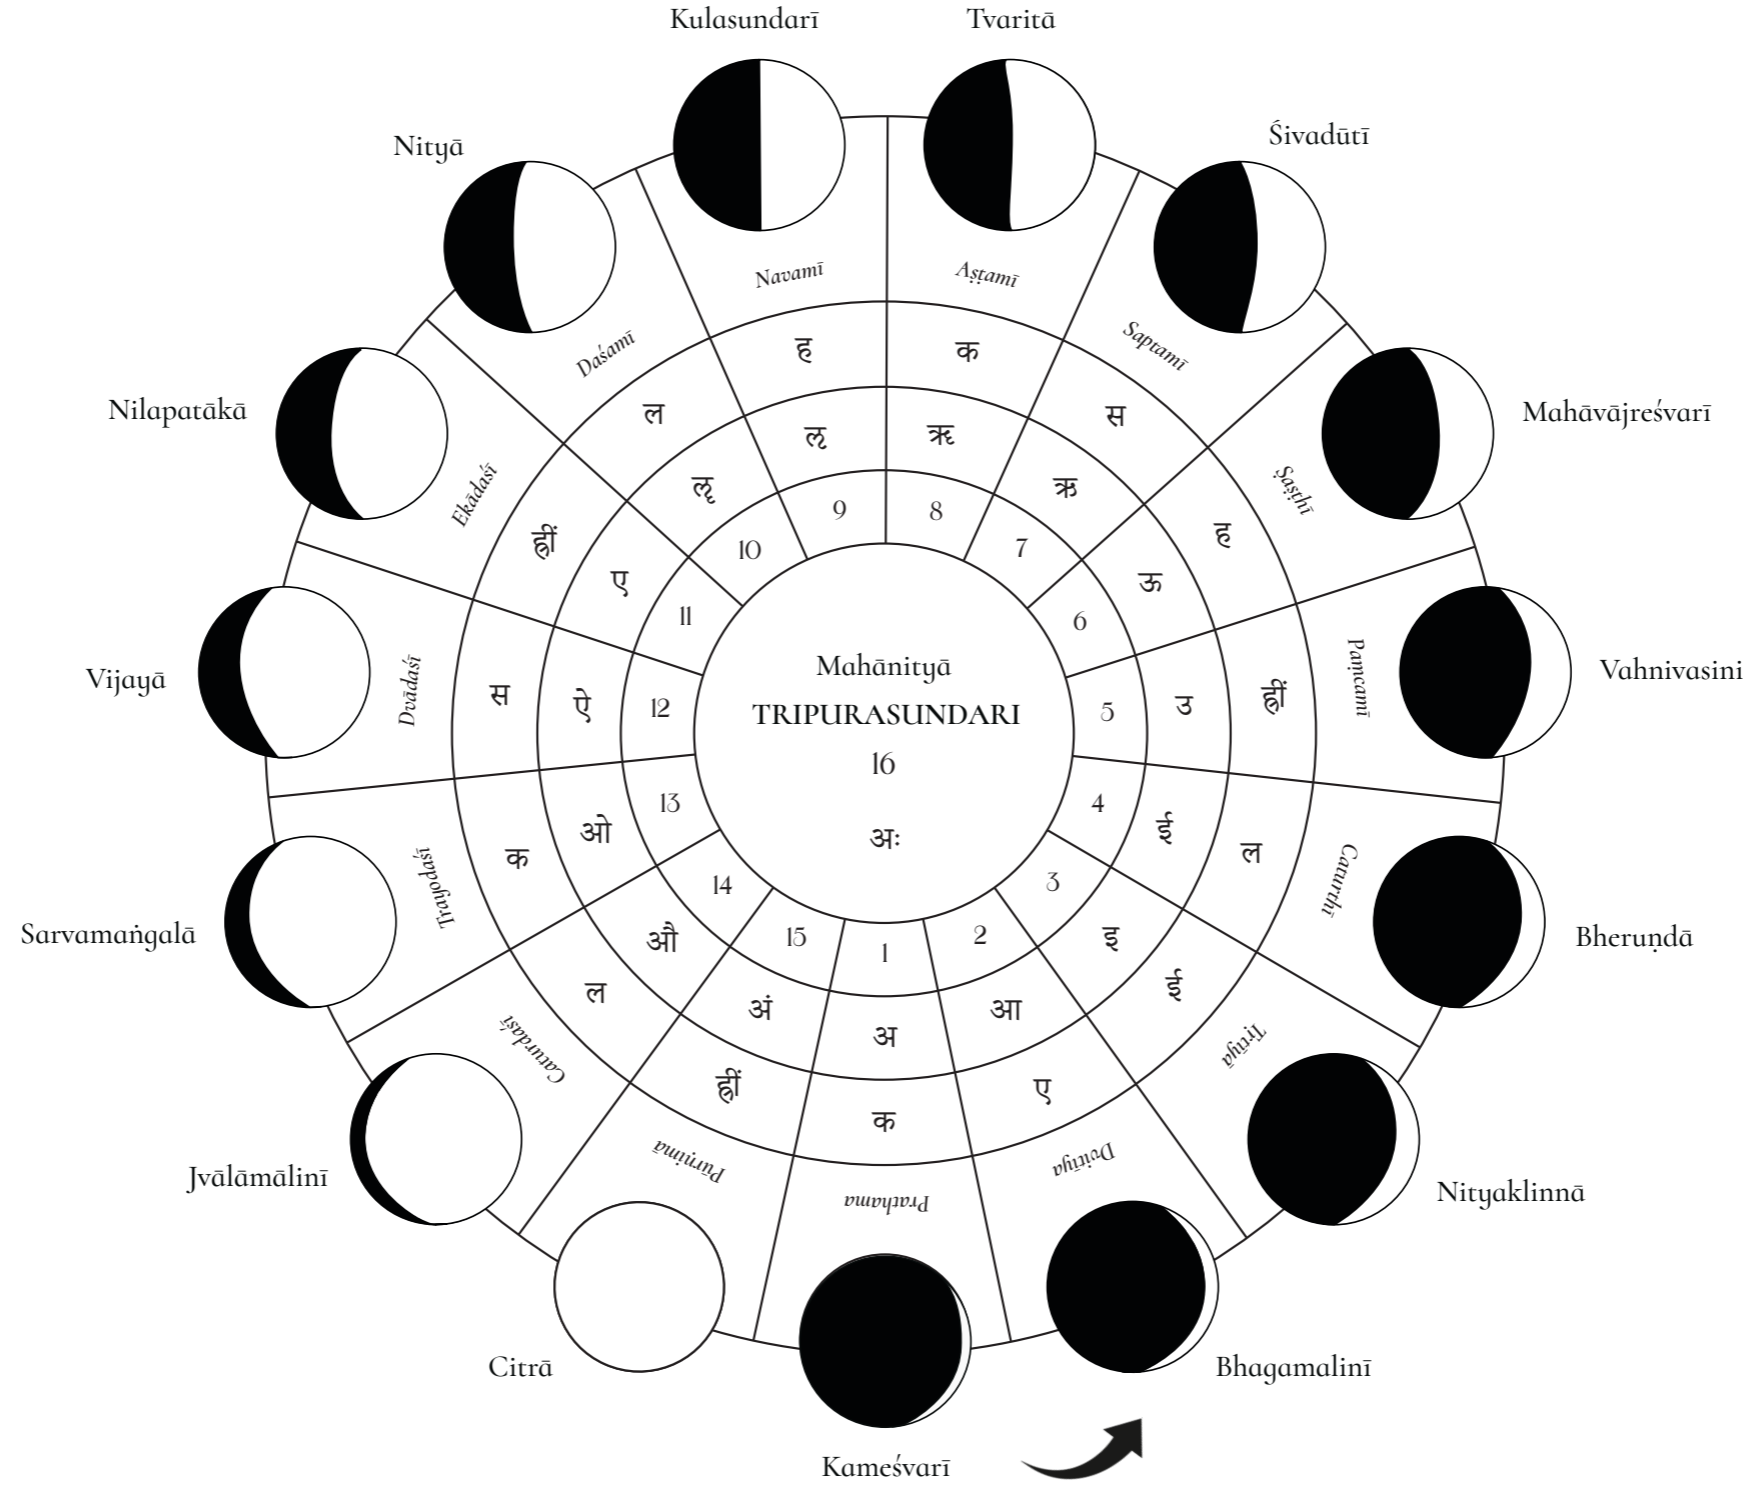 Kulasundarī
Tvaritā
Nityā
Śivadūtī
Nilapatākā
Mahāvājreśvarī
Vijayā
Vahnivasini
Sarvamaṅgalā
Bheruṇḍā
Jvālāmālinī
Nityaklinnā
Citrā
Bhagamalinī
Kameśvarī
Navamī
Aṣṭamī
Daśamī
Saptamī
Ekādaśī
Ṣaṣṭhī
Dvādaśī
Paṃcamī
Trayodaśī
Caturthī
Caturdaśī
Tṛtīyā
Pūrṇimā
Prathama
Dvitīya
ह
क
ल
स
ह्रीं
ह
स
ह्रीं
क
ल
ल
ई
ह्रीं
क
ए
ऌ
ॠ
ॡ
ऋ
ए
ऊ
ऐ
उ
ओ
ई
औ
इ
अं
अ
आ
9
8
10
7
11
6
12
5
13
4
14
3
15
1
2
Mahānityā
TRIPURASUNDARI
16
अः